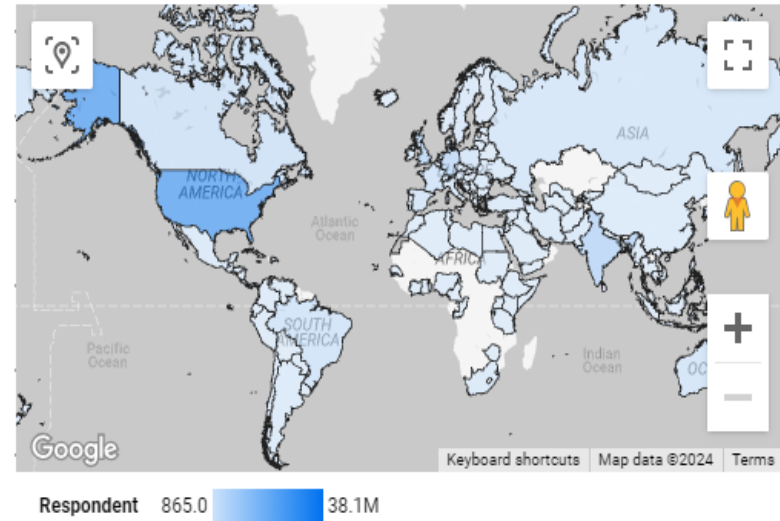 ASIA
NORTH
AMERICA
Atlantic
Ocean
AFRICA
SOUTH
AMERICA
Pacific
Ocean
Indian
Ocean
OC
Google
Keyboard shortcuts
Map data ©2024
Terms
Respondent 865.0 38.1M